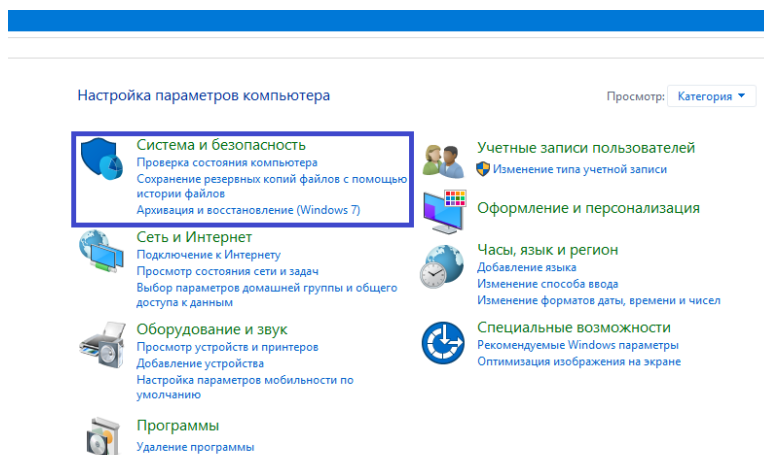 Настройка параметров компьютера
Просмотр: Категория
Система и безопасность
Проверка состояния компьютера
Сохранение резервных копий файлов с помощью
истории файлов
Архивация и восстановление (Windows 7)
Сеть и Интернет
Подключение к Интернету
Просмотр состояния сети и задач
Выбор параметров домашней группы и общего
доступа к данным
Оборудование и звук
Просмотр устройств и принтеров
Добавление устройства
Настройка параметров мобильности по
умолчанию
Программы
Удаление программы
Учетные записи пользователей
Изменение типа учетной записи
Оформление и персонализация
Часы, язык и регион
Добавление языка
Изменение способа ввода
Изменение форматов даты, времени и чисел
Специальные возможности
Рекомендуемые Windows параметры
Оптимизация изображения на экране